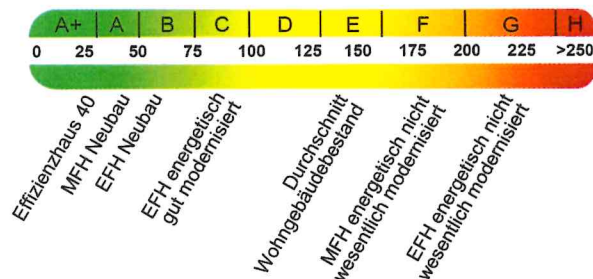 A+ A B C D E F G H
0 25 50 75 100 125 150 175 200 225 >250
Effizienzhaus 40
MFH Neubau
EFH Neubau
EFH energetisch
gut modernisiert
Durchschnitt
Wohngebäudebestand
MFH energetisch nicht
wesentlich modernisiert
EFH energetisch nicht
wesentlich modernisiert